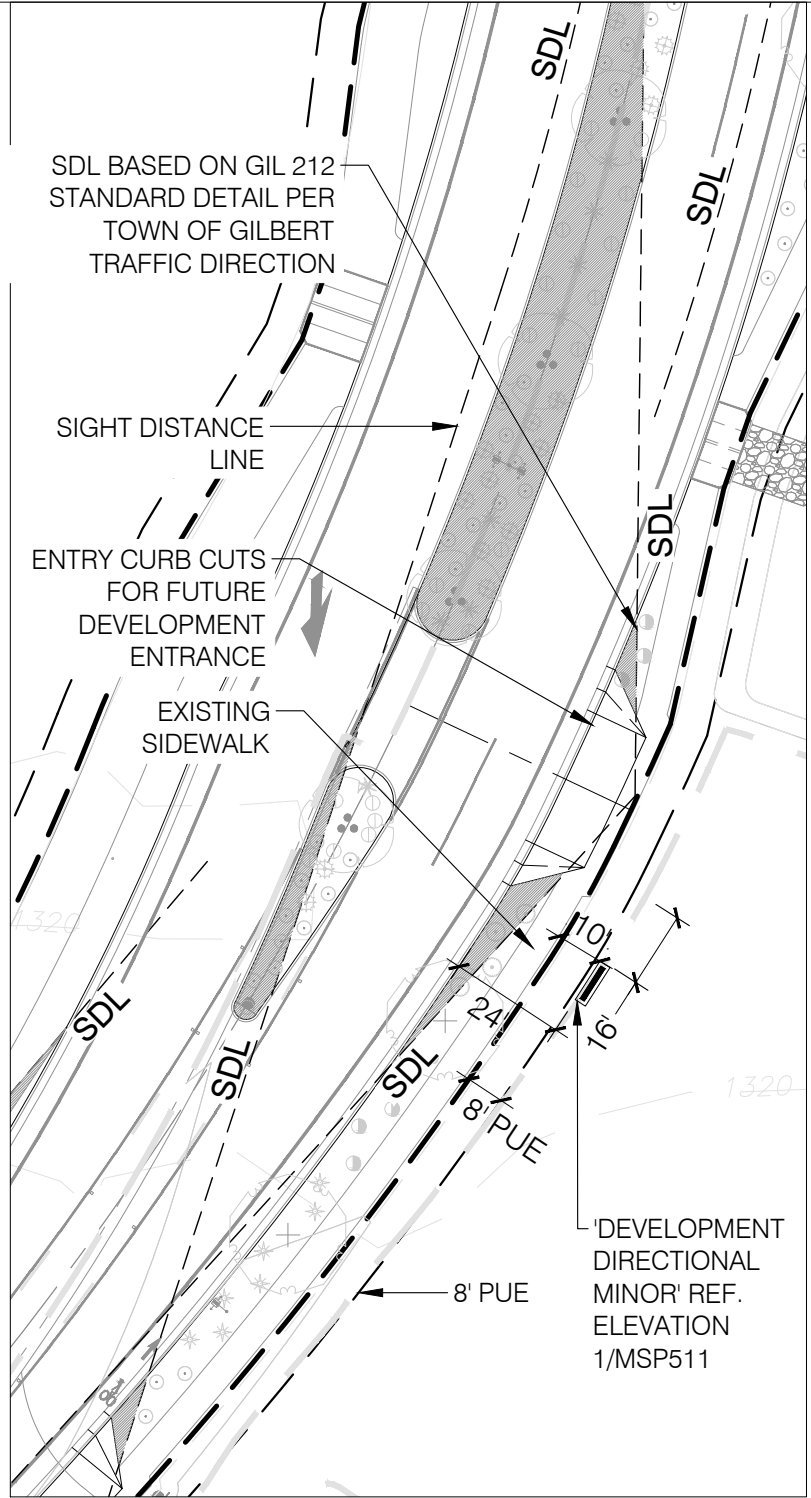 SDL
SDL BASED ON GIL 212
STANDARD DETAIL PER
TOWN OF GILBERT
TRAFFIC DIRECTION
SDL
SIGHT DISTANCE
LINE
SDL
ENTRY CURB CUTS
FOR FUTURE
DEVELOPMENT
ENTRANCE
EXISTING
SIDEWALK
1320
10'
SDL
24'
16'
SDL
SDL
1320
8' PUE
'DEVELOPMENT
DIRECTIONAL
MINOR' REF.
ELEVATION
1/MSP511
8' PUE